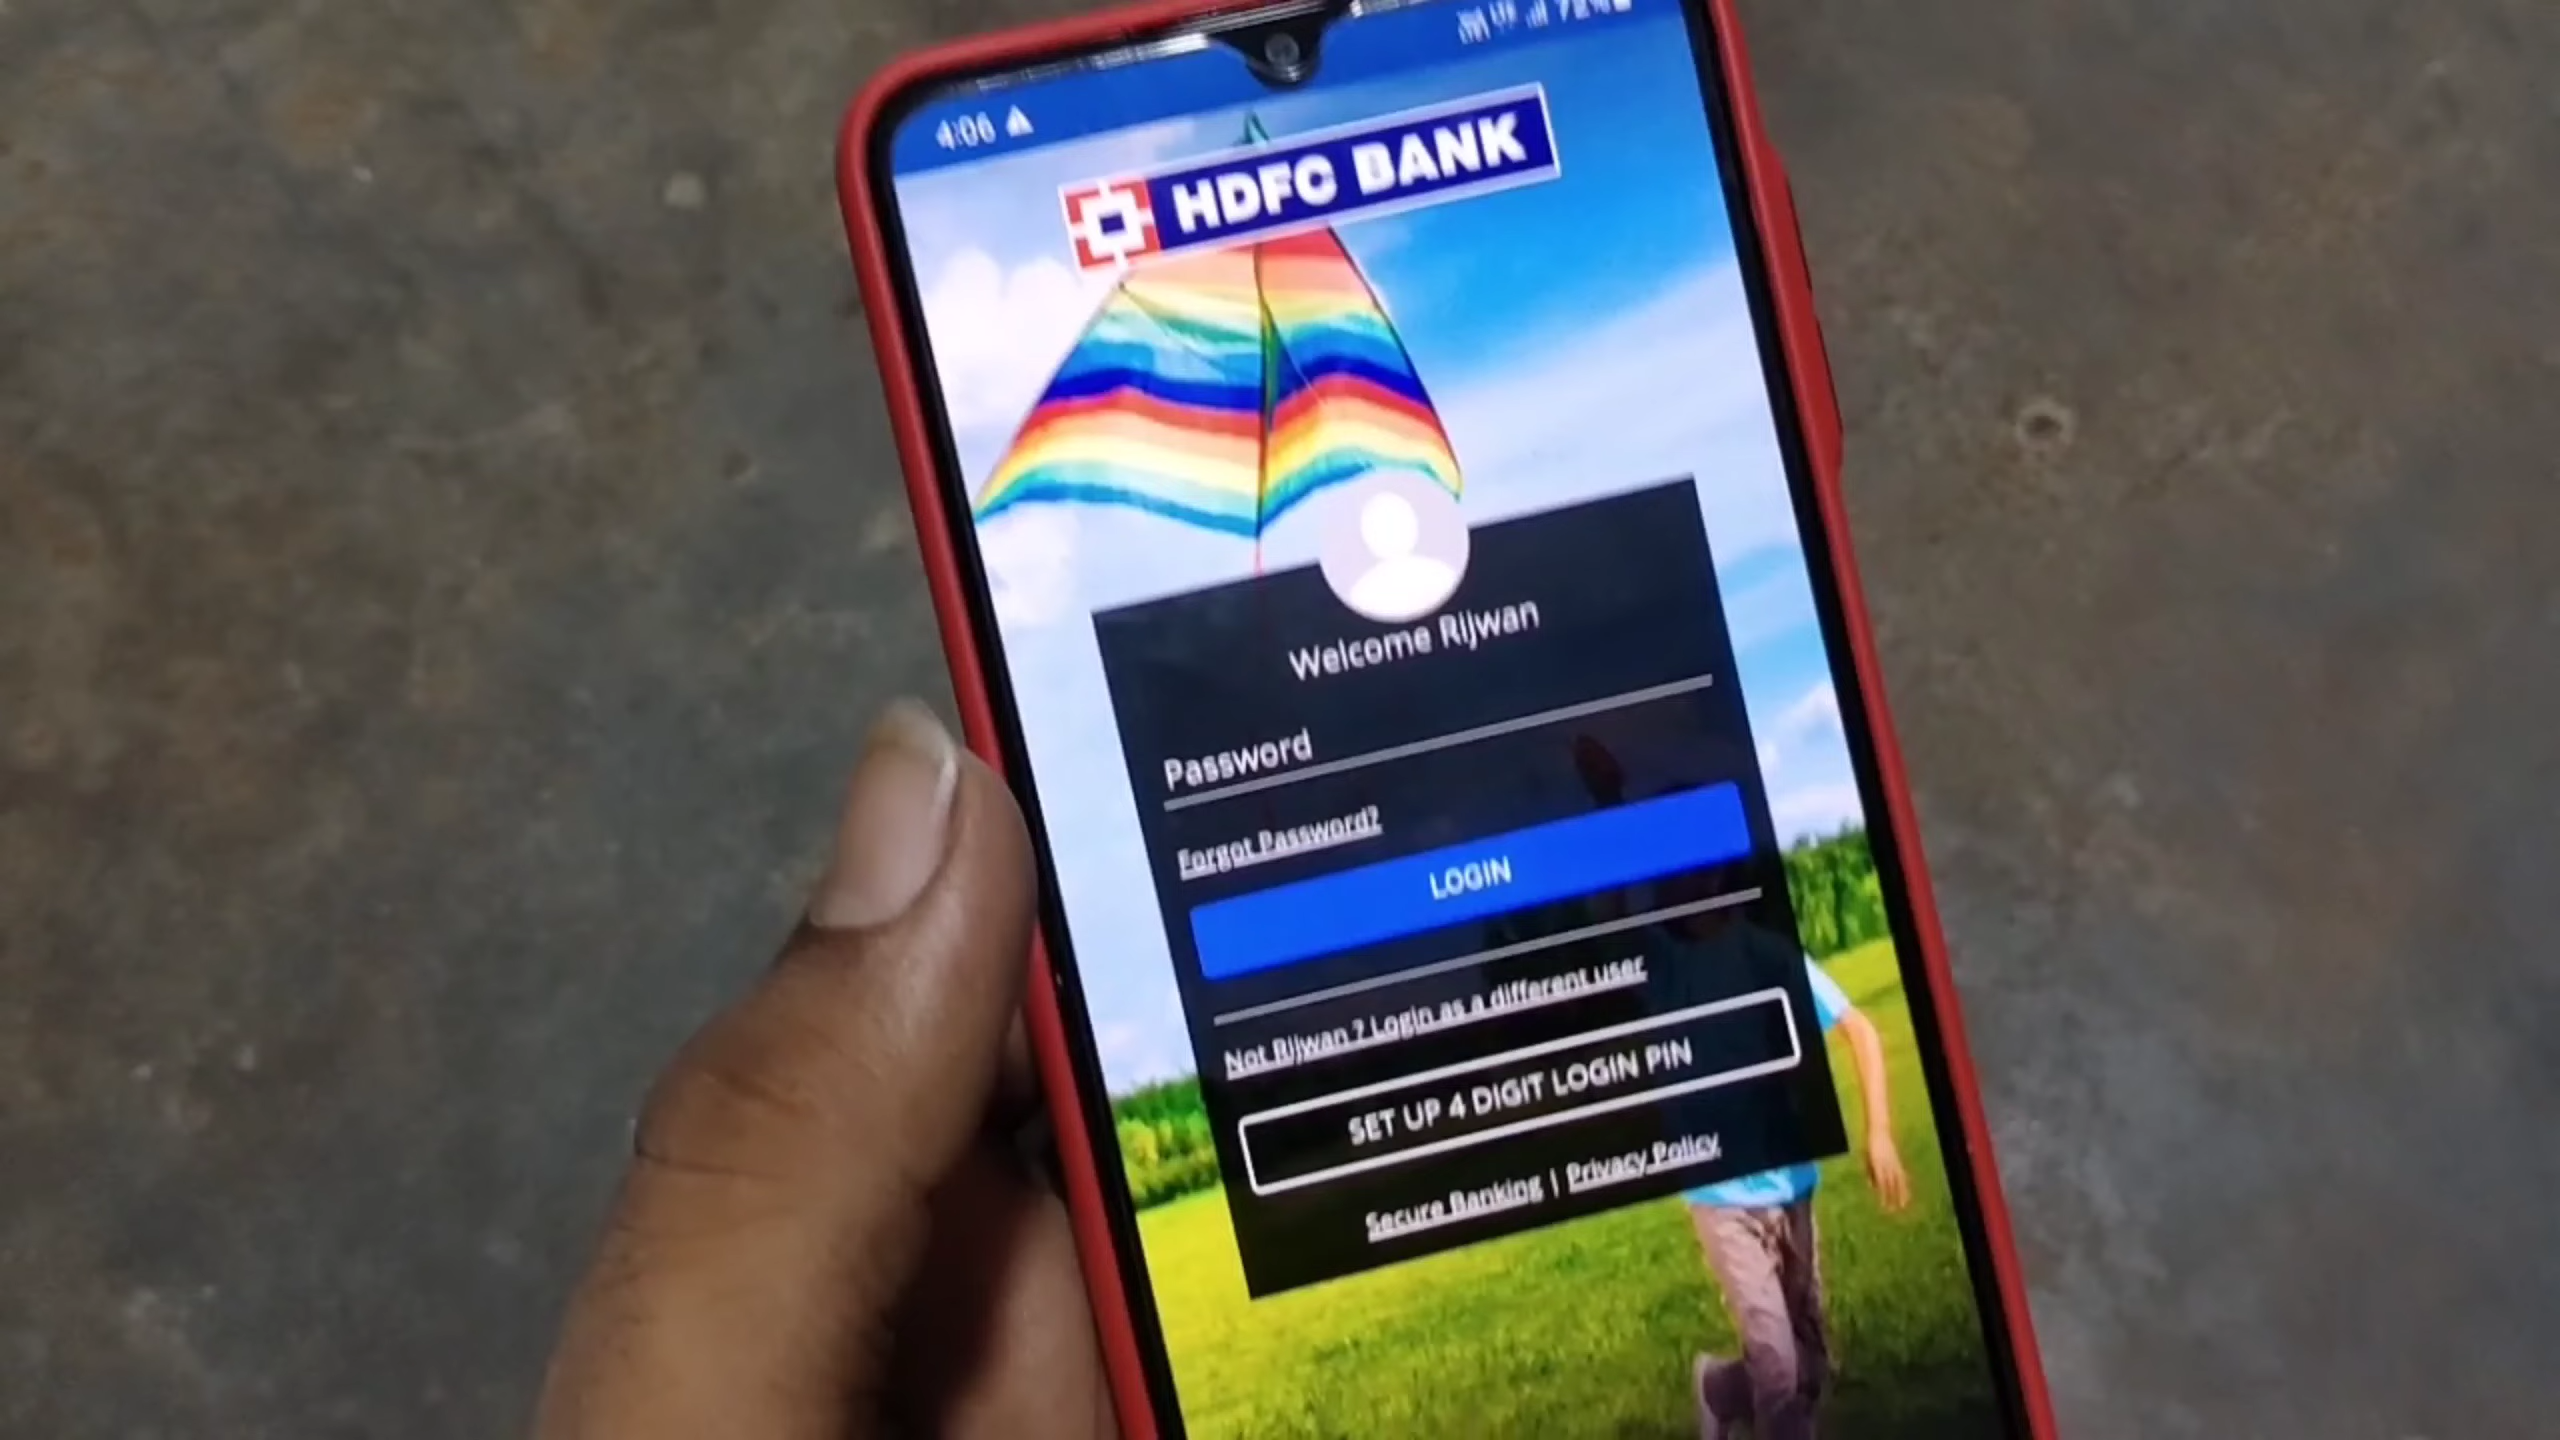 4:06
HDFC BANK
Welcome Rijwan
Password
Forgot Password?
LOGIN
Not Rijwan ? Login as a different user
SET UP 4 DIGIT LOGIN PIN
Secure Banking | Privacy Policy